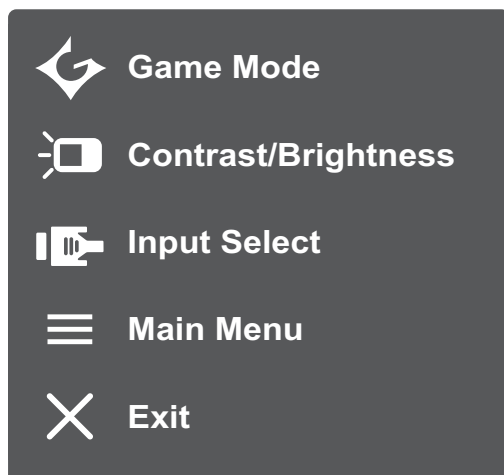 Game Mode
Contrast/Brightness
Input Select
Main Menu
Exit